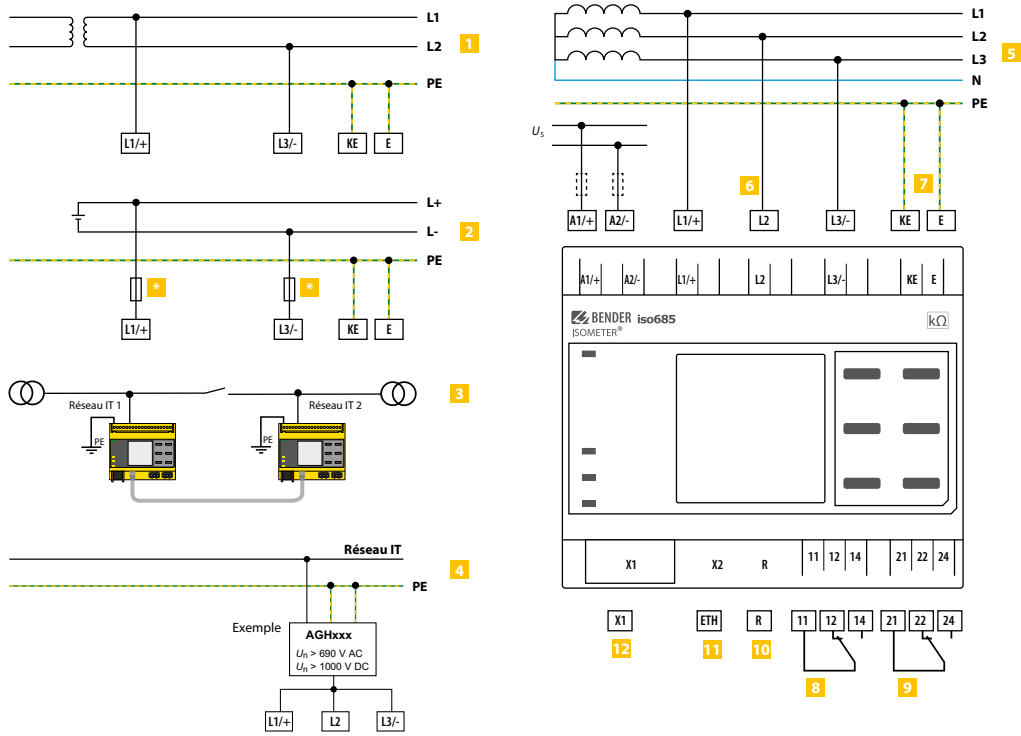 L1
L2
1
PE
L1/+
L3/-
KE
E
L+
L-
2
PE
*
*
L1/+
L3/-
KE
E
3
Réseau IT 1
Réseau IT 2
PE
PE
Réseau IT
4
PE
Exemple
AGHxxx
Un > 690 V AC
Un > 1000 V DC
L1/+
L2
L3/-
L1
L2
L3
5
N
PE
Us
6
7
A1/+
A2/-
L1/+
L2
L3/-
KE
E
A1/+
A2/-
L1/+
L2
L3/-
KE
E
BENDER iso685
ISOMETER®
kΩ
X1
X2
R
11
12
14
21
22
24
X1
ETH
R
11
12
14
21
22
24
12
11
10
8
9